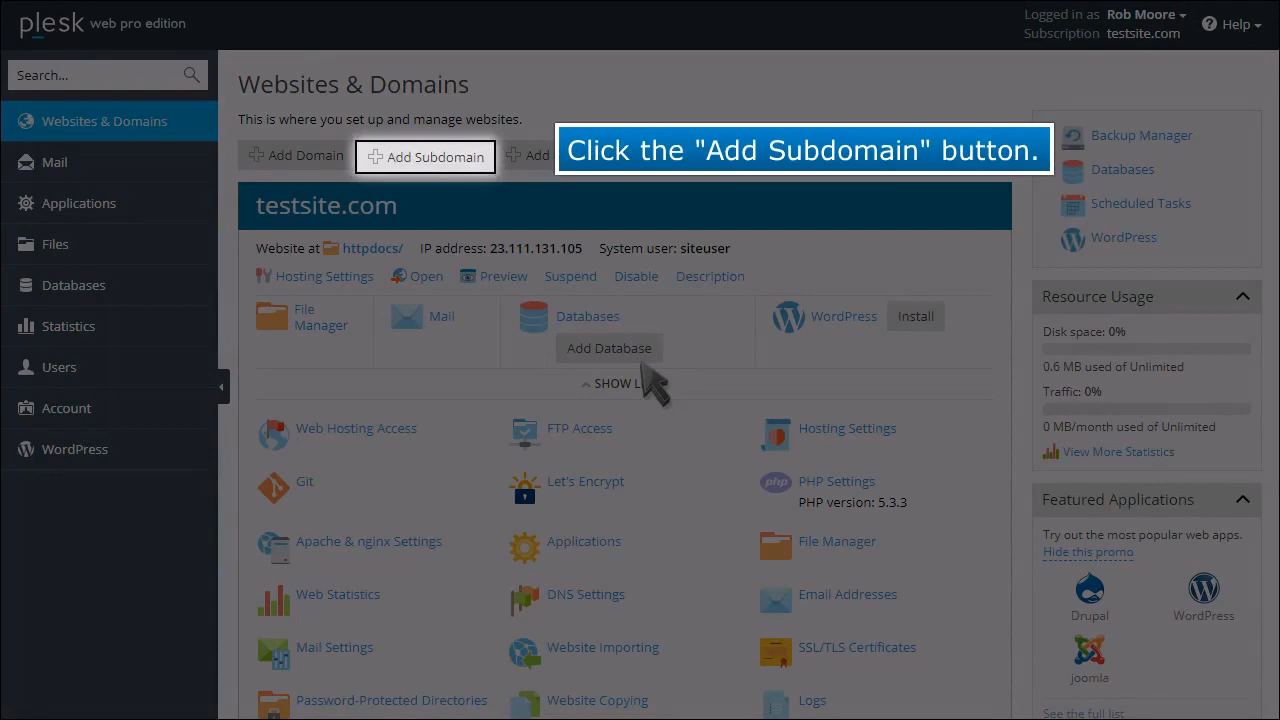 plesk web pro edition
Logged in as Rob Moore
Subscription testsite.com
Help
Search...
Websites & Domains
Mail
Applications
Files
Databases
Statistics
Users
Account
WordPress
Websites & Domains
This is where you set up and manage websites.
Add Domain
Add Subdomain
Add
Click the "Add Subdomain" button.
testsite.com
Website at httpdocs/ IP address: 23.111.131.105 System user: siteuser
Hosting Settings Open Preview Suspend Disable Description
File Manager
Mail
Databases
Add Database
WordPress
Install
SHOW L
Web Hosting Access
FTP Access
Hosting Settings
Git
Let's Encrypt
php
PHP Settings
PHP version: 5.3.3
Apache & nginx Settings
Applications
File Manager
Web Statistics
DNS Settings
Email Addresses
Mail Settings
Website Importing
SSL/TLS Certificates
Password-Protected Directories
Website Copying
Logs
Backup Manager
Databases
Scheduled Tasks
WordPress
Resource Usage
Disk space: 0%
0.6 MB used of Unlimited
Traffic: 0%
0 MB/month used of Unlimited
View More Statistics
Featured Applications
Try out the most popular web apps.
Hide this promo
Drupal
WordPress
joomla
See the full list